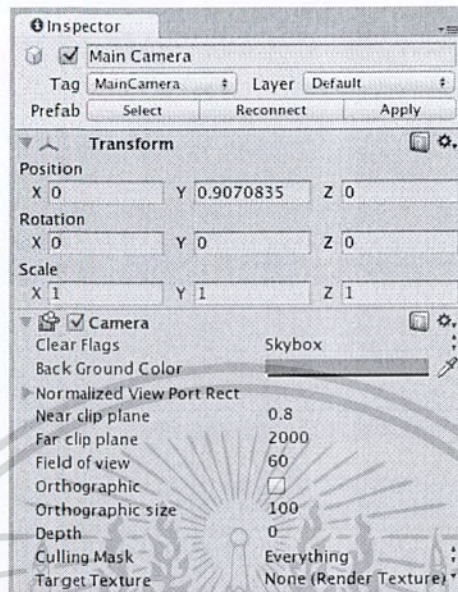 Inspector
Main Camera
Tag MainCamera Layer Default
Prefab Select Reconnect Apply
Transform
Position
X 0 Y 0.9070835 Z 0
Rotation
X 0 Y 0 Z 0
Scale
X 1 Y 1 Z 1
Camera
Clear Flags Skybox
Back Ground Color
Normalized View Port Rect
Near clip plane 0.8
Far clip plane 2000
Field of view 60
Orthographic
Orthographic size 100
Depth 0
Culling Mask Everything
Target Texture None (Render Texture)